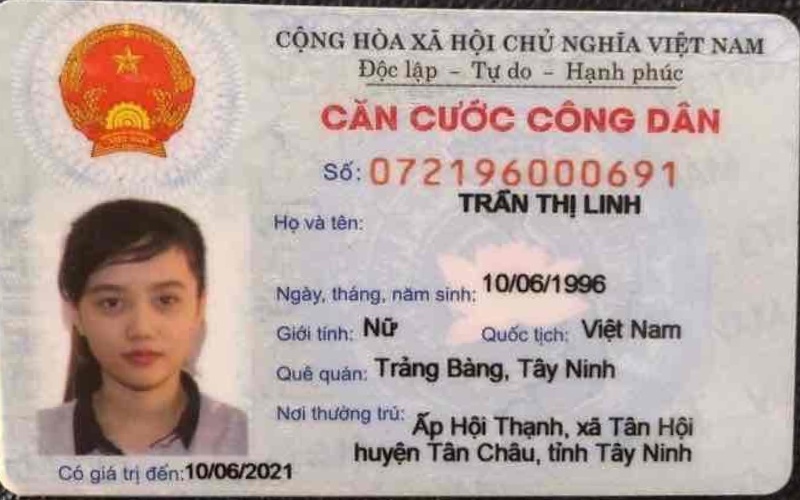 CỘNG HÒA XÃ HỘI CHỦ NGHĨA VIỆT NAM
Độc lập - Tự do - Hạnh phúc
CĂN CƯỚC CÔNG DÂN
Số: 072196000691
TRẦN THỊ LINH
Họ và tên:
Ngày, tháng, năm sinh: 10/06/1996
Giới tính: Nữ Quốc tịch: Việt Nam
Quê quán: Trảng Bàng, Tây Ninh
Nơi thường trú: Ấp Hội Thạnh, xã Tân Hội
huyện Tân Châu, tỉnh Tây Ninh
Có giá trị đến: 10/06/2021